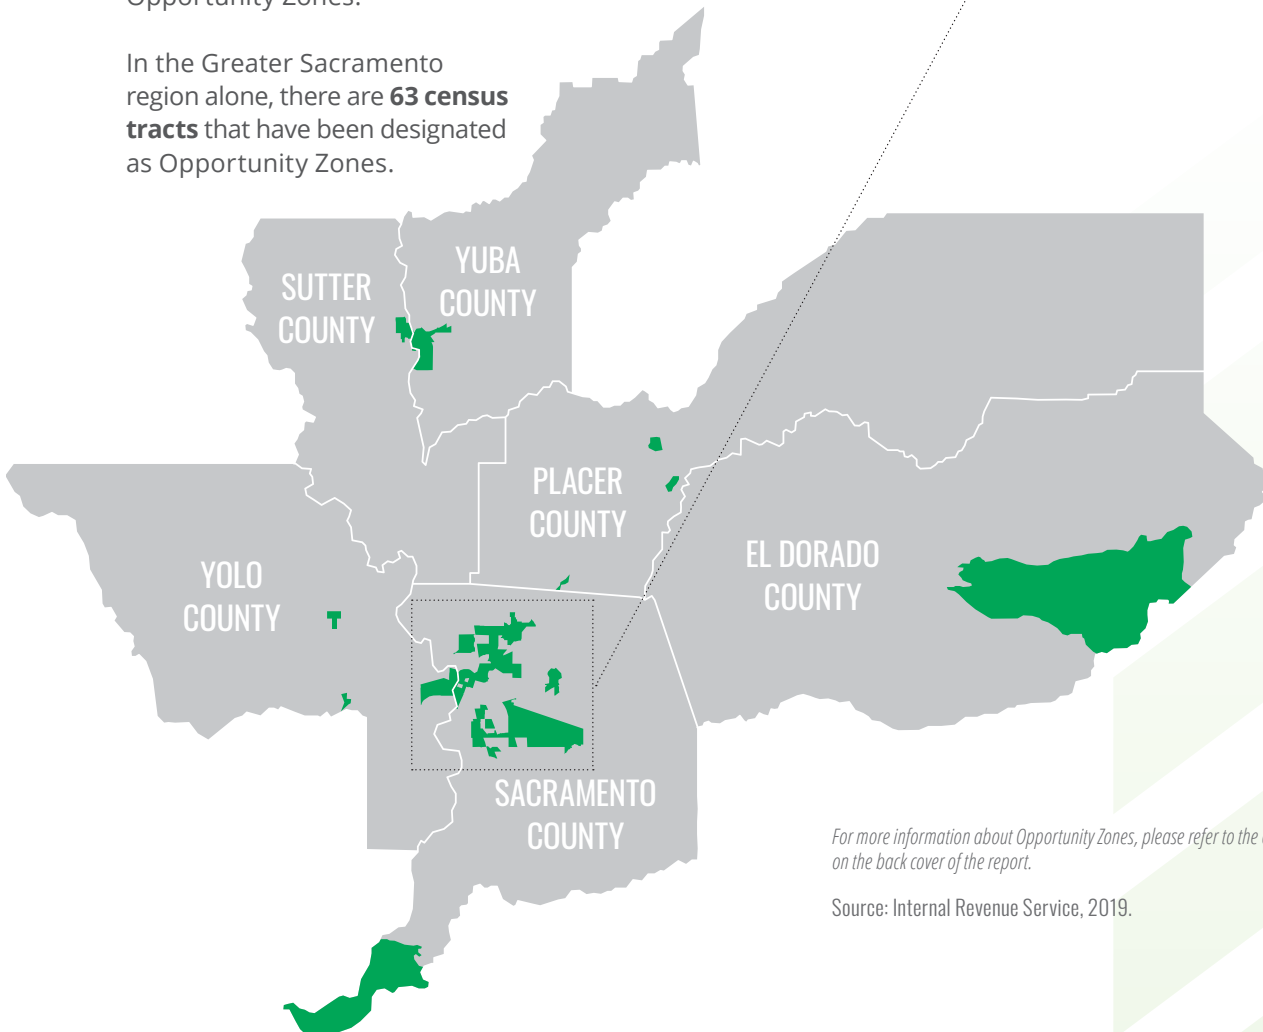 Opportunity Zones.
In the Greater Sacramento
region alone, there are 63 census
tracts that have been designated
as Opportunity Zones.
YUBA
COUNTY
SUTTER
COUNTY
PLACER
COUNTY
EL DORADO
COUNTY
YOLO
COUNTY
SACRAMENTO
COUNTY
For more information about Opportunity Zones, please refer to the
on the back cover of the report.
Source: Internal Revenue Service, 2019.